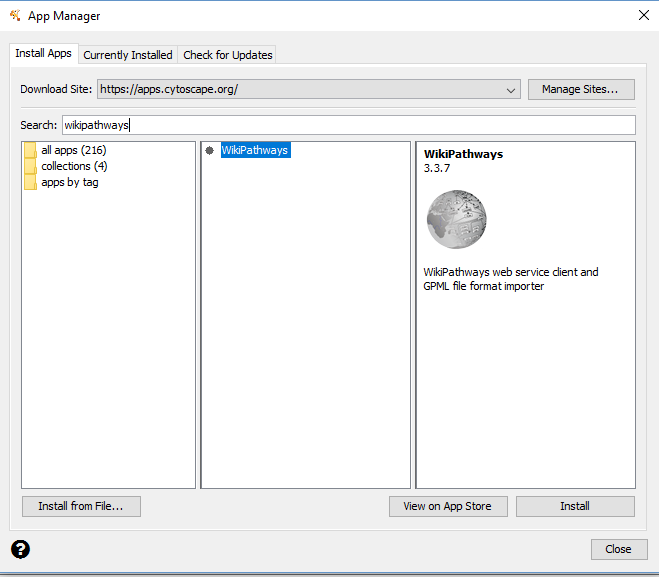 App Manager
Install Apps
Currently Installed
Check for Updates
Download Site:
https://apps.cytoscape.org/
Manage Sites...
Search:
wikipathways
all apps (216)
collections (4)
apps by tag
WikiPathways
WikiPathways
3.3.7
WikiPathways web service client and
GPML file format importer
Install from File...
View on App Store
Install
?
Close